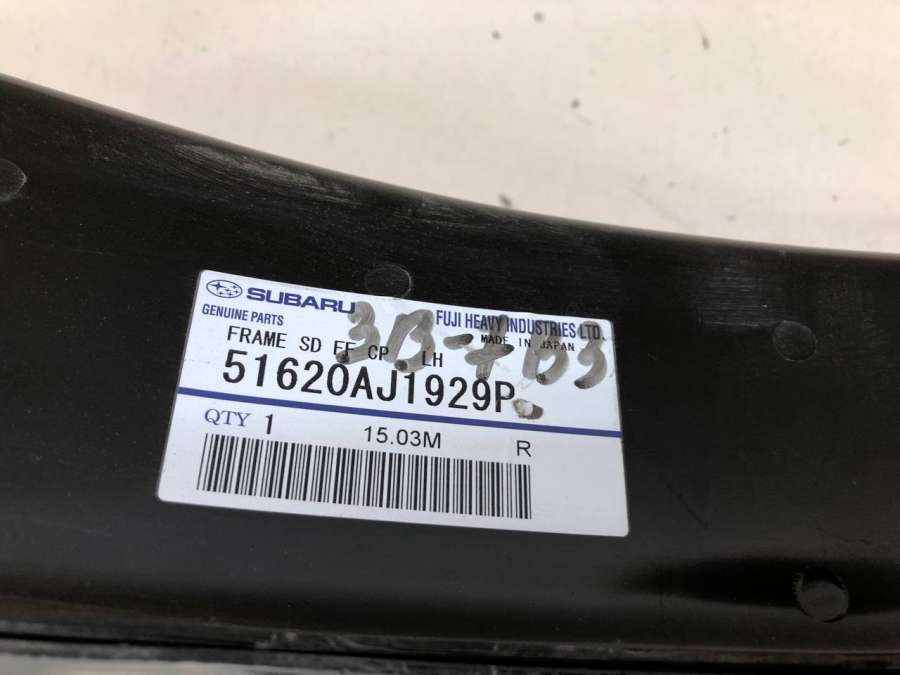 SUBARU
GENUINE PARTS
FUJI HEAVY INDUSTRIES LTD.
MADE IN JAPAN
FRAME SD FF CP LH
51620AJ1929P
QTY 1
15.03M R